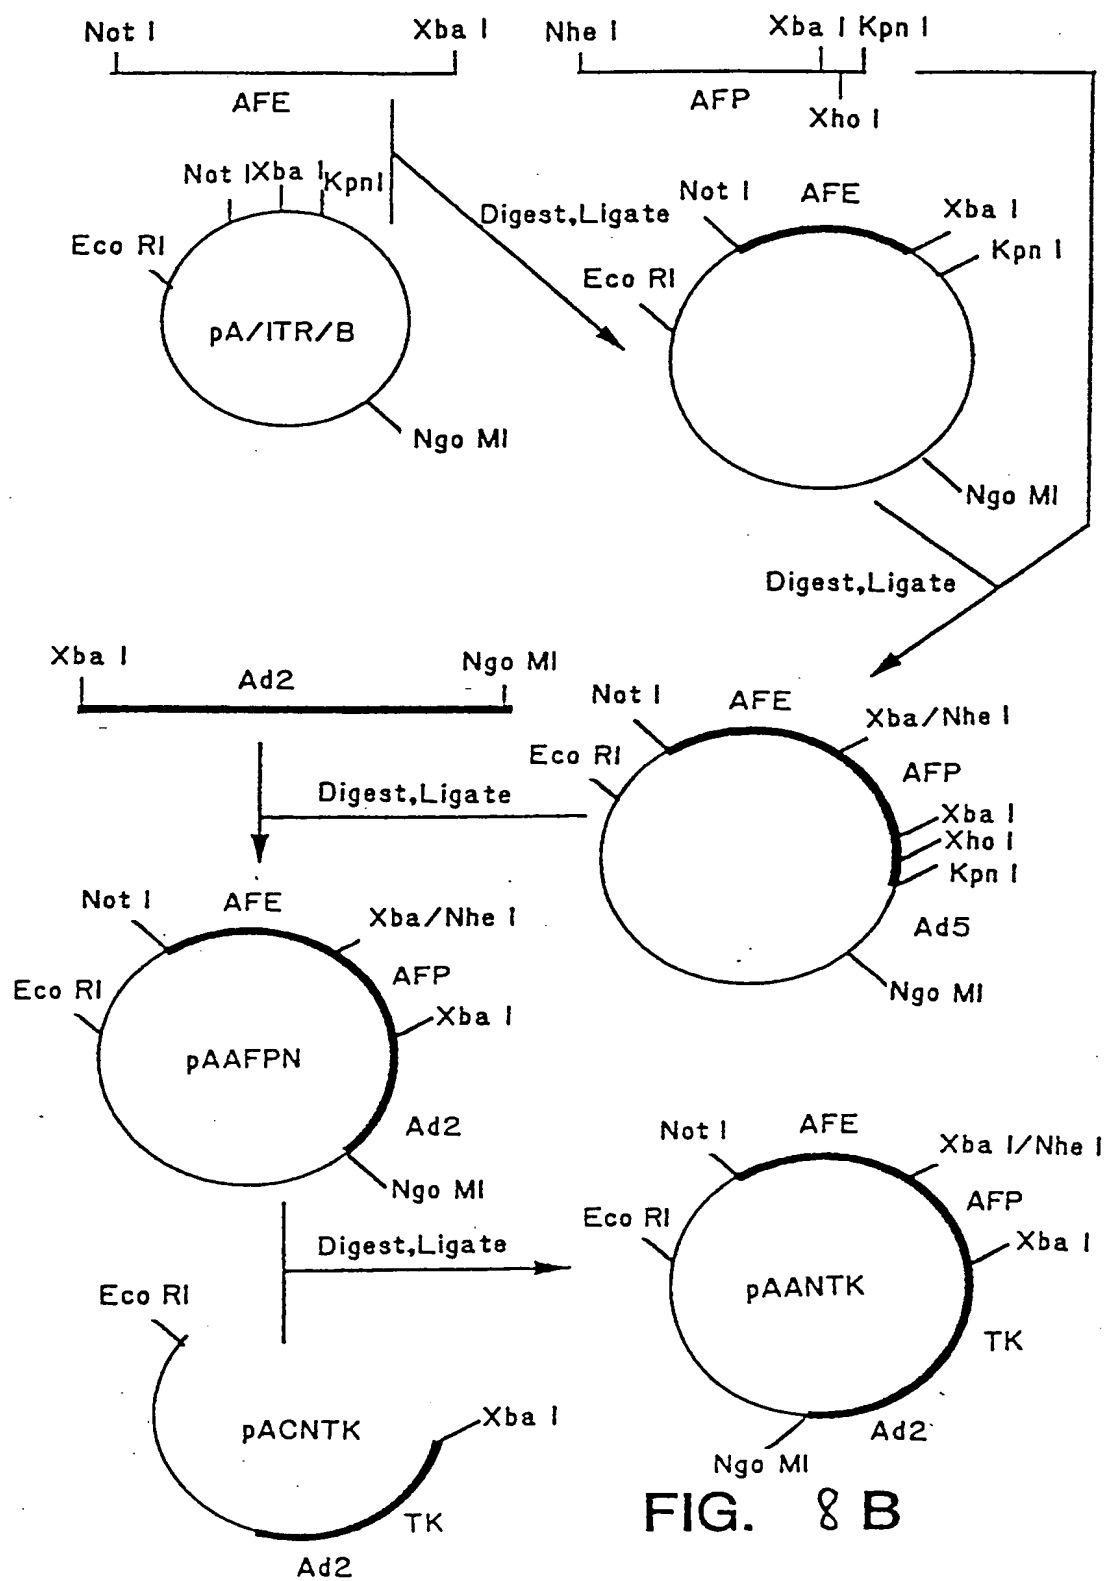 Not I
Xba I
Nhe I
Xba I
Kpn I
AFE
AFP
Xho I
Not I
Xba I
Kpn I
Eco RI
pA/ITR/B
Ngo MI
Digest,Ligate
Not I
AFE
Xba I
Kpn I
Eco RI
Ngo MI
Digest,Ligate
Xba I
Ad2
Ngo MI
Not I
AFE
Xba/Nhe I
Eco RI
AFP
Xba I
Xho I
Kpn I
Ad5
Ngo MI
Digest,Ligate
Not I
AFE
Xba/Nhe I
AFP
Eco RI
Xba I
pAAFPN
Ad2
Ngo MI
Digest,Ligate
Not I
AFE
Xba I/Nhe I
AFP
Eco RI
Xba I
pAANTK
TK
Ad2
Ngo MI
Eco RI
pACNTK
Xba I
TK
Ad2
FIG. 8 B